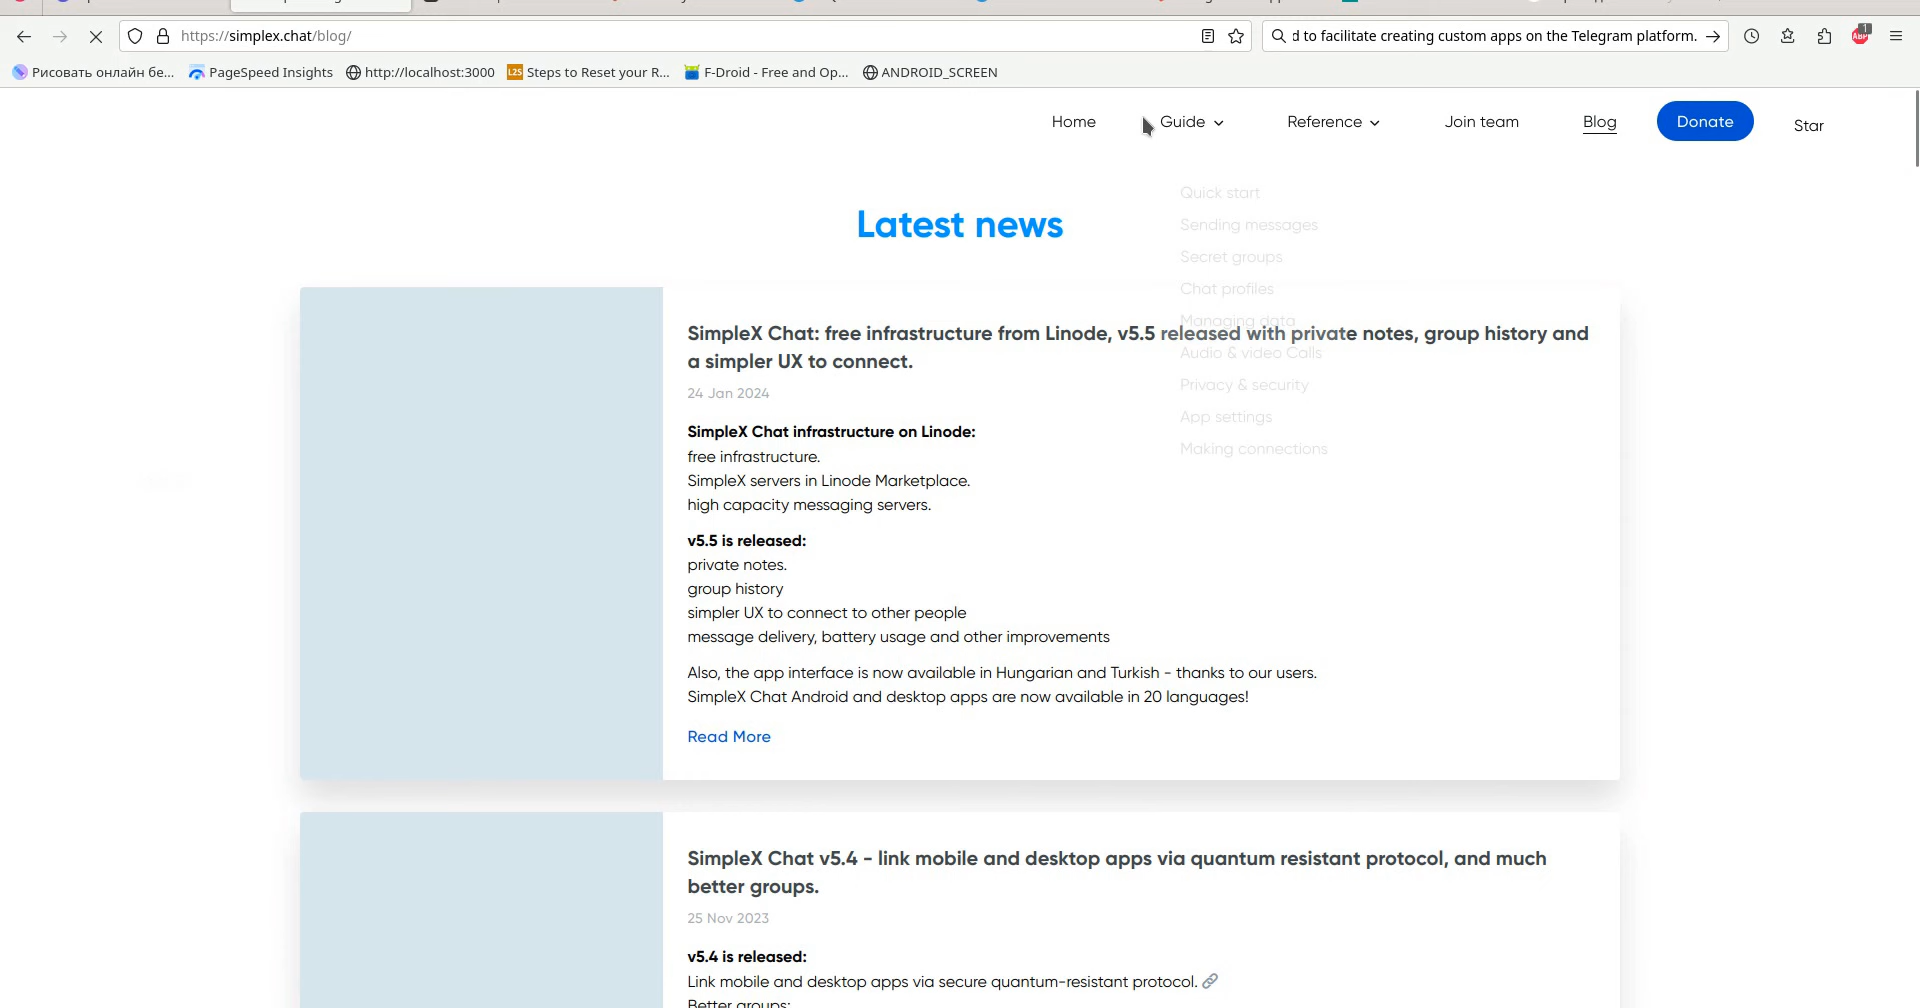 https://simplex.chat/blog/
d to facilitate creating custom apps on the Telegram platform.
1
ABP
Рисовать онлайн бе...
PageSpeed Insights
http://localhost:3000
Steps to Reset your R...
F-Droid - Free and Op...
ANDROID_SCREEN
Home
Guide
Reference
Join team
Blog
Donate
Star
Quick start
Sending messages
Secret groups
Chat profiles
Managing data
Audio & video Calls
Privacy & security
App settings
Making connections
Latest news
SimpleX Chat: free infrastructure from Linode, v5.5 released with private notes, group history and
a simpler UX to connect.
24 Jan 2024
SimpleX Chat infrastructure on Linode:
free infrastructure.
SimpleX servers in Linode Marketplace.
high capacity messaging servers.
v5.5 is released:
private notes.
group history
simpler UX to connect to other people
message delivery, battery usage and other improvements
Also, the app interface is now available in Hungarian and Turkish - thanks to our users.
SimpleX Chat Android and desktop apps are now available in 20 languages!
Read More
SimpleX Chat v5.4 - link mobile and desktop apps via quantum resistant protocol, and much
better groups.
25 Nov 2023
v5.4 is released:
Link mobile and desktop apps via secure quantum-resistant protocol. 🔗
Better groups: